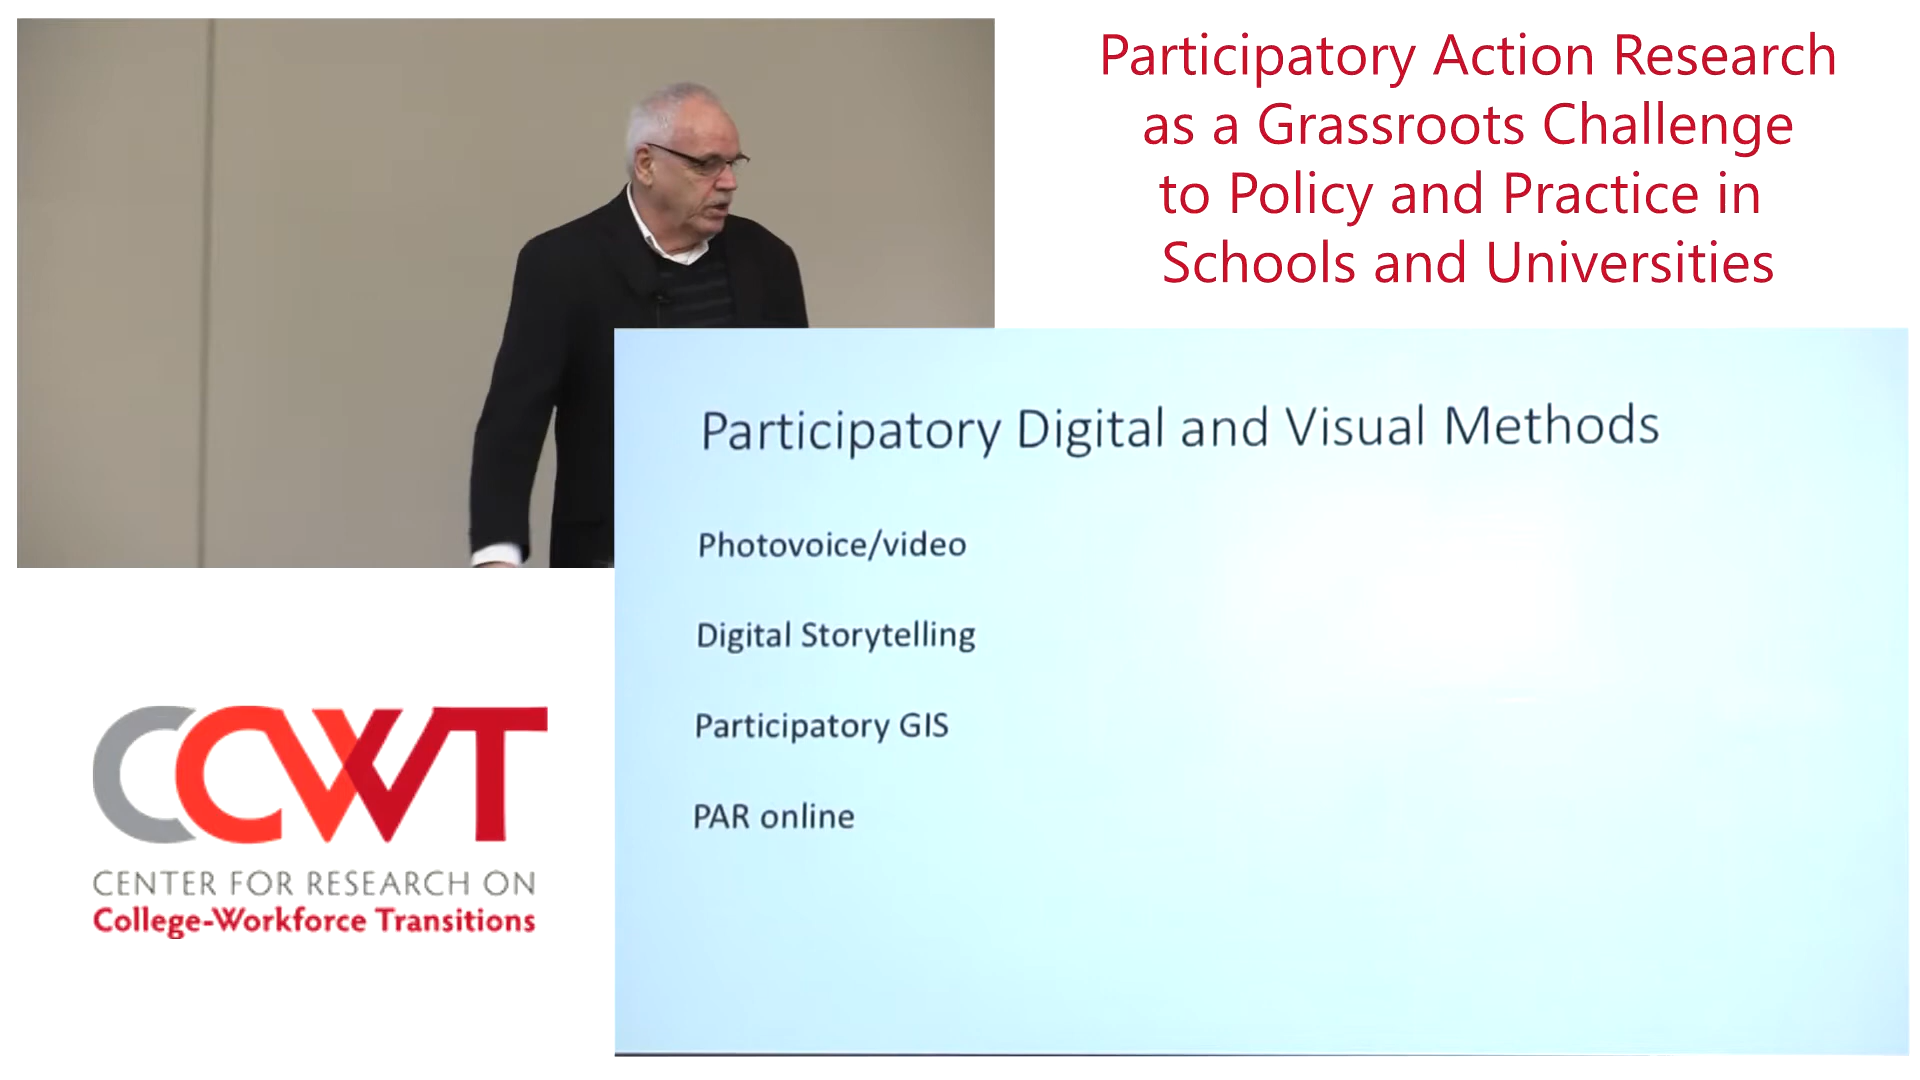 Participatory Action Research
as a Grassroots Challenge
to Policy and Practice in
Schools and Universities
Participatory Digital and Visual Methods
Photovoice/video
Digital Storytelling
Participatory GIS
PAR online
CCWT
CENTER FOR RESEARCH ON
College-Workforce Transitions